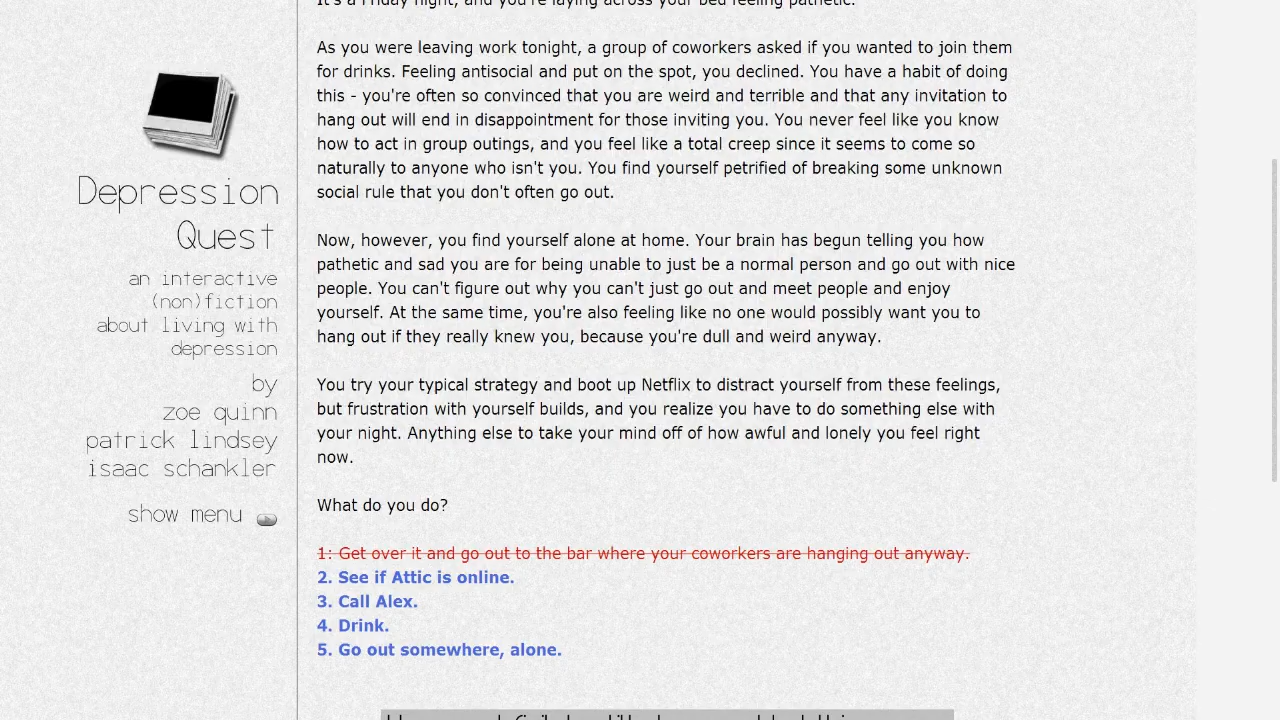 It's a Friday night, and you're laying across your bed feeling pathetic.
As you were leaving work tonight, a group of coworkers asked if you wanted to join them
for drinks. Feeling antisocial and put on the spot, you declined. You have a habit of doing
this - you're often so convinced that you are weird and terrible and that any invitation to
hang out will end in disappointment for those inviting you. You never feel like you know
how to act in group outings, and you feel like a total creep since it seems to come so
naturally to anyone who isn't you. You find yourself petrified of breaking some unknown
social rule that you don't often go out.
Now, however, you find yourself alone at home. Your brain has begun telling you how
pathetic and sad you are for being unable to just be a normal person and go out with nice
people. You can't figure out why you can't just go out and meet people and enjoy
yourself. At the same time, you're also feeling like no one would possibly want you to
hang out if they really knew you, because you're dull and weird anyway.
You try your typical strategy and boot up Netflix to distract yourself from these feelings,
but frustration with yourself builds, and you realize you have to do something else with
your night. Anything else to take your mind off of how awful and lonely you feel right
now.
What do you do?
1: Get over it and go out to the bar where your coworkers are hanging out anyway.
2. See if Attic is online.
3. Call Alex.
4. Drink.
5. Go out somewhere, alone.
Depression
Quest
an interactive
(non)fiction
about living with
depression
by
zoe quinn
patrick lindsey
isaac schankler
show menu